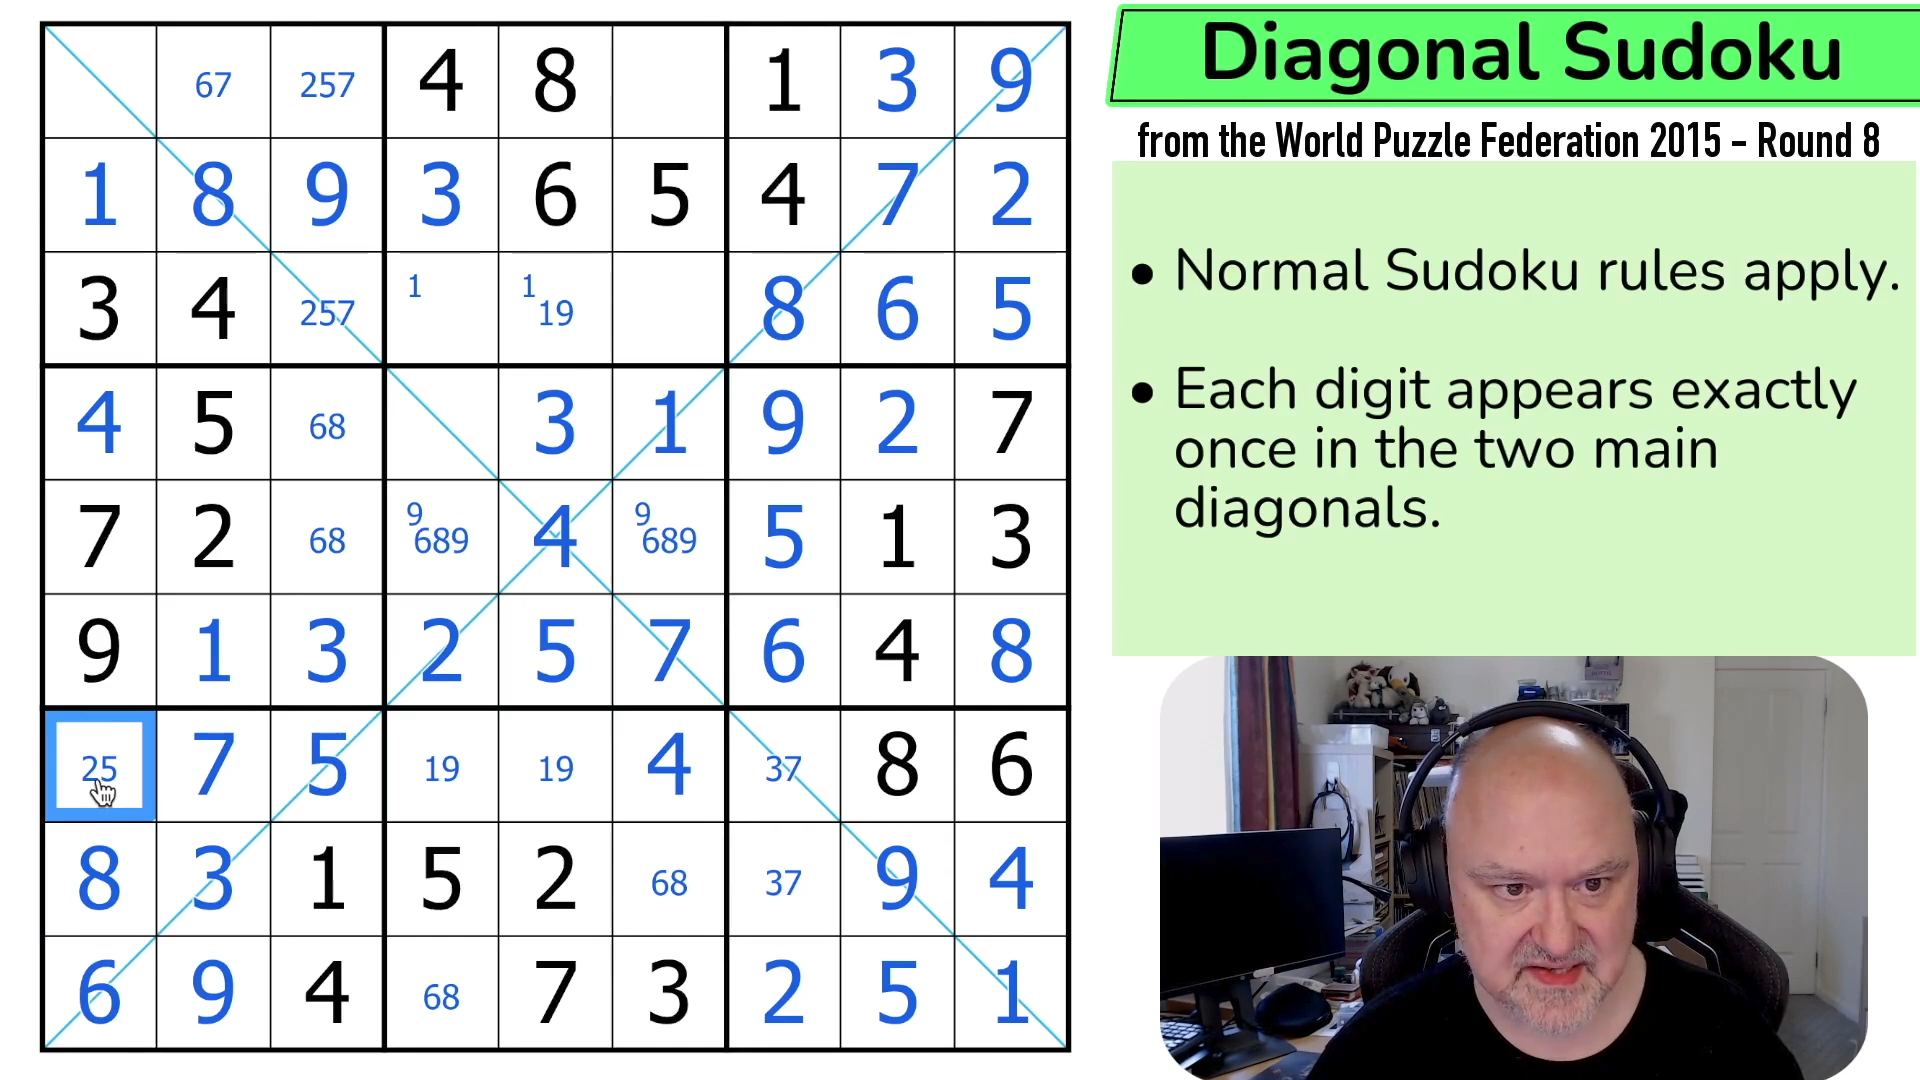 Diagonal Sudoku
from the World Puzzle Federation 2015 - Round 8
• Normal Sudoku rules apply.
• Each digit appears exactly
once in the two main
diagonals.
67 257 4 8 1 3 9
1 8 9 3 6 5 4 7 2
3 4 257 1 1 19 8 6 5
4 5 68 3 1 9 2 7
7 2 68 9 689 4 9 689 5 1 3
9 1 3 2 5 7 6 4 8
25 7 5 19 19 4 37 8 6
8 3 1 5 2 68 37 9 4
6 9 4 68 7 3 2 5 1